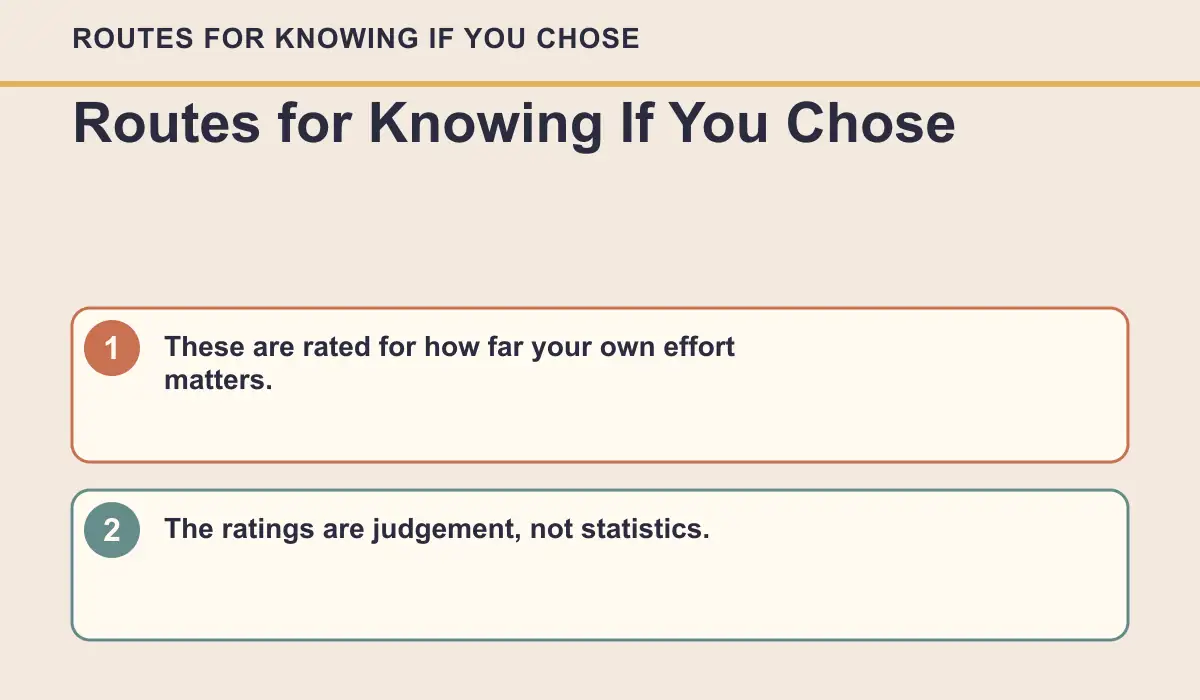 ROUTES FOR KNOWING IF YOU CHOSE
Routes for Knowing If You Chose
1
These are rated for how far your own effort
matters.
2
The ratings are judgement, not statistics.